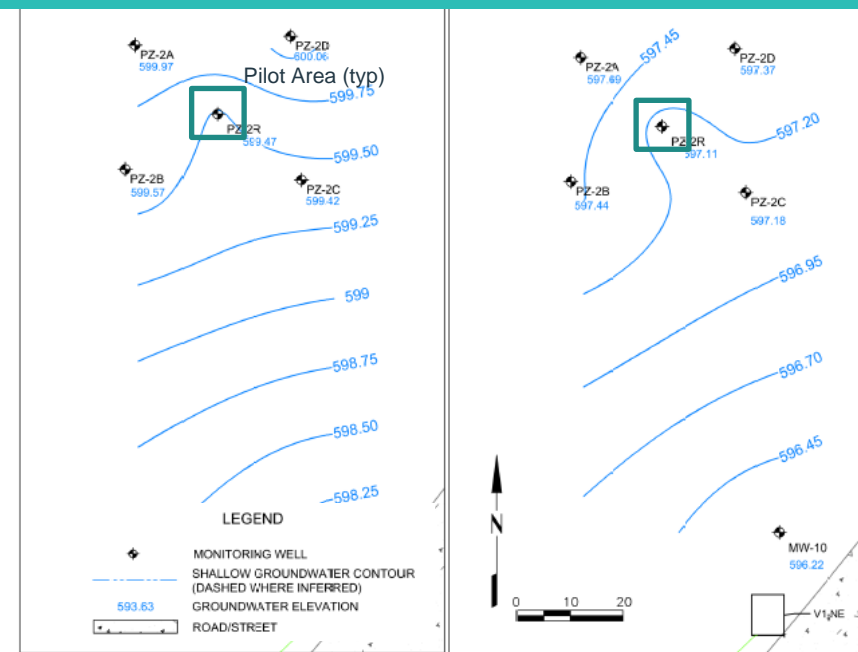 PZ-2A
599.97
PZ-2D
600.06
Pilot Area (typ)
599.75
PZ-2R
599.47
599.50
PZ-2B
599.57
PZ-2C
599.42
599.25
599
598.75
598.50
598.25
LEGEND
MONITORING WELL
SHALLOW GROUNDWATER CONTOUR
(DASHED WHERE INFERRED)
593.63 GROUNDWATER ELEVATION
ROAD/STREET
597.45
PZ-2A
597.69
PZ-2D
597.37
597.20
PZ-2R
597.11
PZ-2B
597.44
PZ-2C
597.18
596.95
596.70
596.45
N
0 10 20
MW-10
596.22
V1-NE